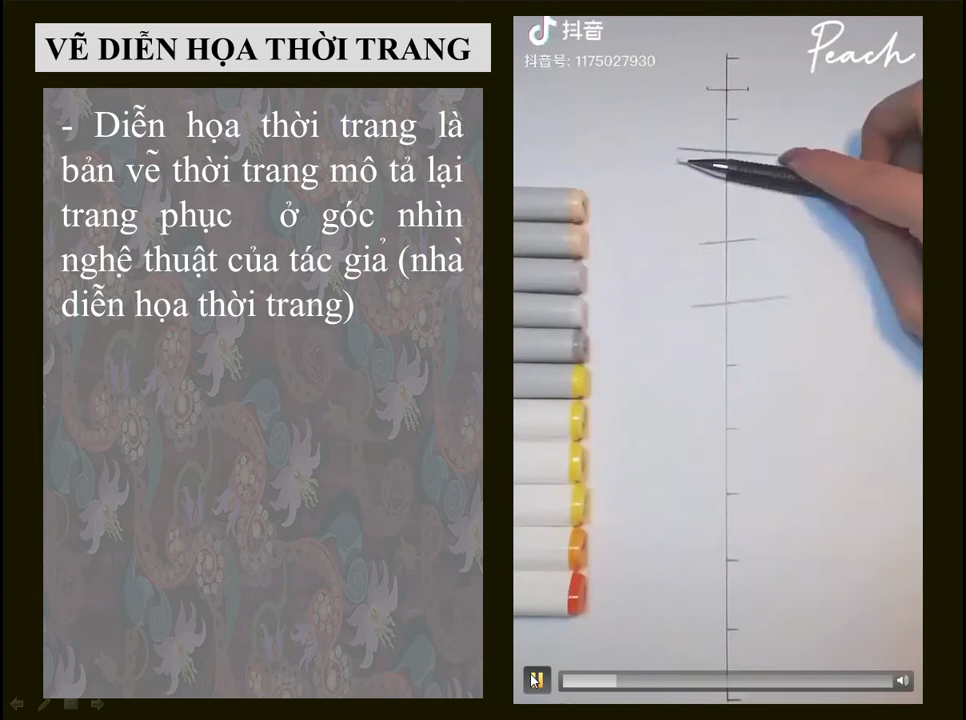 VẼ DIỄN HỌA THỜI TRANG
- Diễn họa thời trang là
bản vẽ thời trang mô tả lại
trang phục ở góc nhìn
nghệ thuật của tác giả (nhà
diễn họa thời trang)
抖音
抖音号: 1175027930
Peach